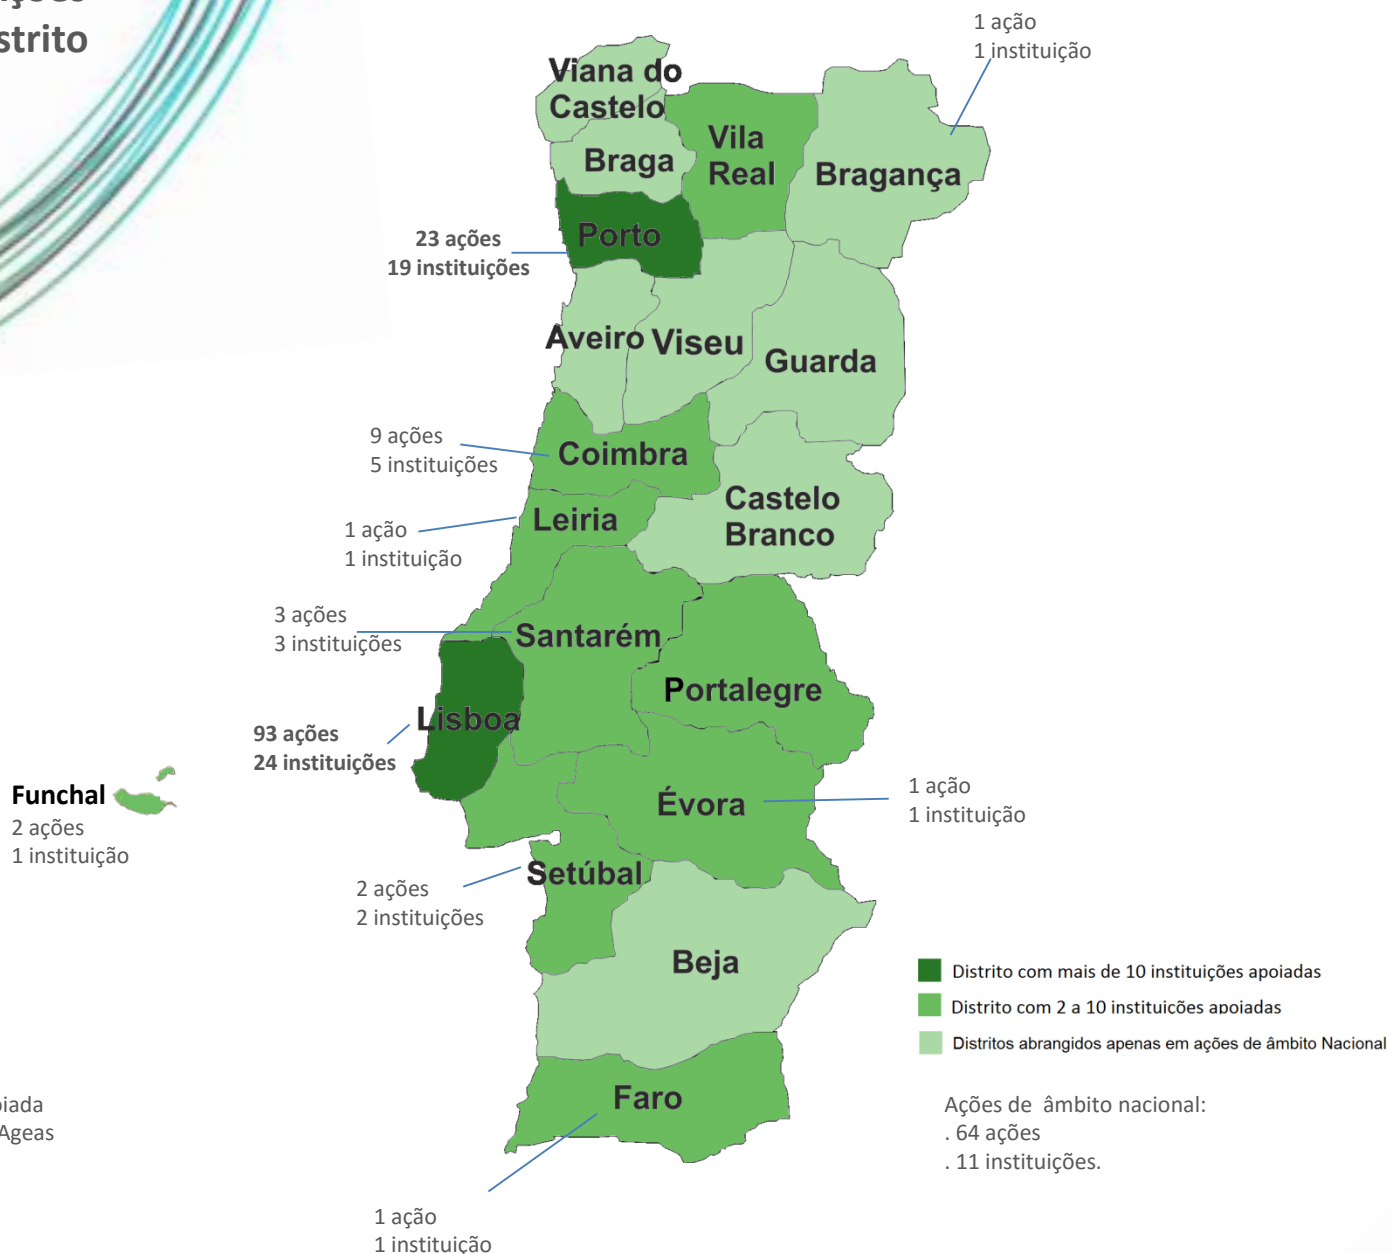 strito
1 ação
1 instituição
Viana do
Castelo
Braga
Vila
Real
Bragança
Porto
23 ações
19 instituições
Aveiro
Viseu
Guarda
9 ações
5 instituições
Coimbra
Castelo
Branco
1 ação
1 instituição
Leiria
3 ações
3 instituições
Santarém
Portalegre
93 ações
24 instituições
Lisboa
Funchal
2 ações
1 instituição
Évora
1 ação
1 instituição
2 ações
2 instituições
Setúbal
Beja
Distrito com mais de 10 instituições apoiadas
Distrito com 2 a 10 instituicões apoiadas
Distritos abrangidos apenas em ações de âmbito Nacional
Faro
piada
Ageas
Ações de âmbito nacional:
. 64 ações
. 11 instituições.
1 ação
1 instituição